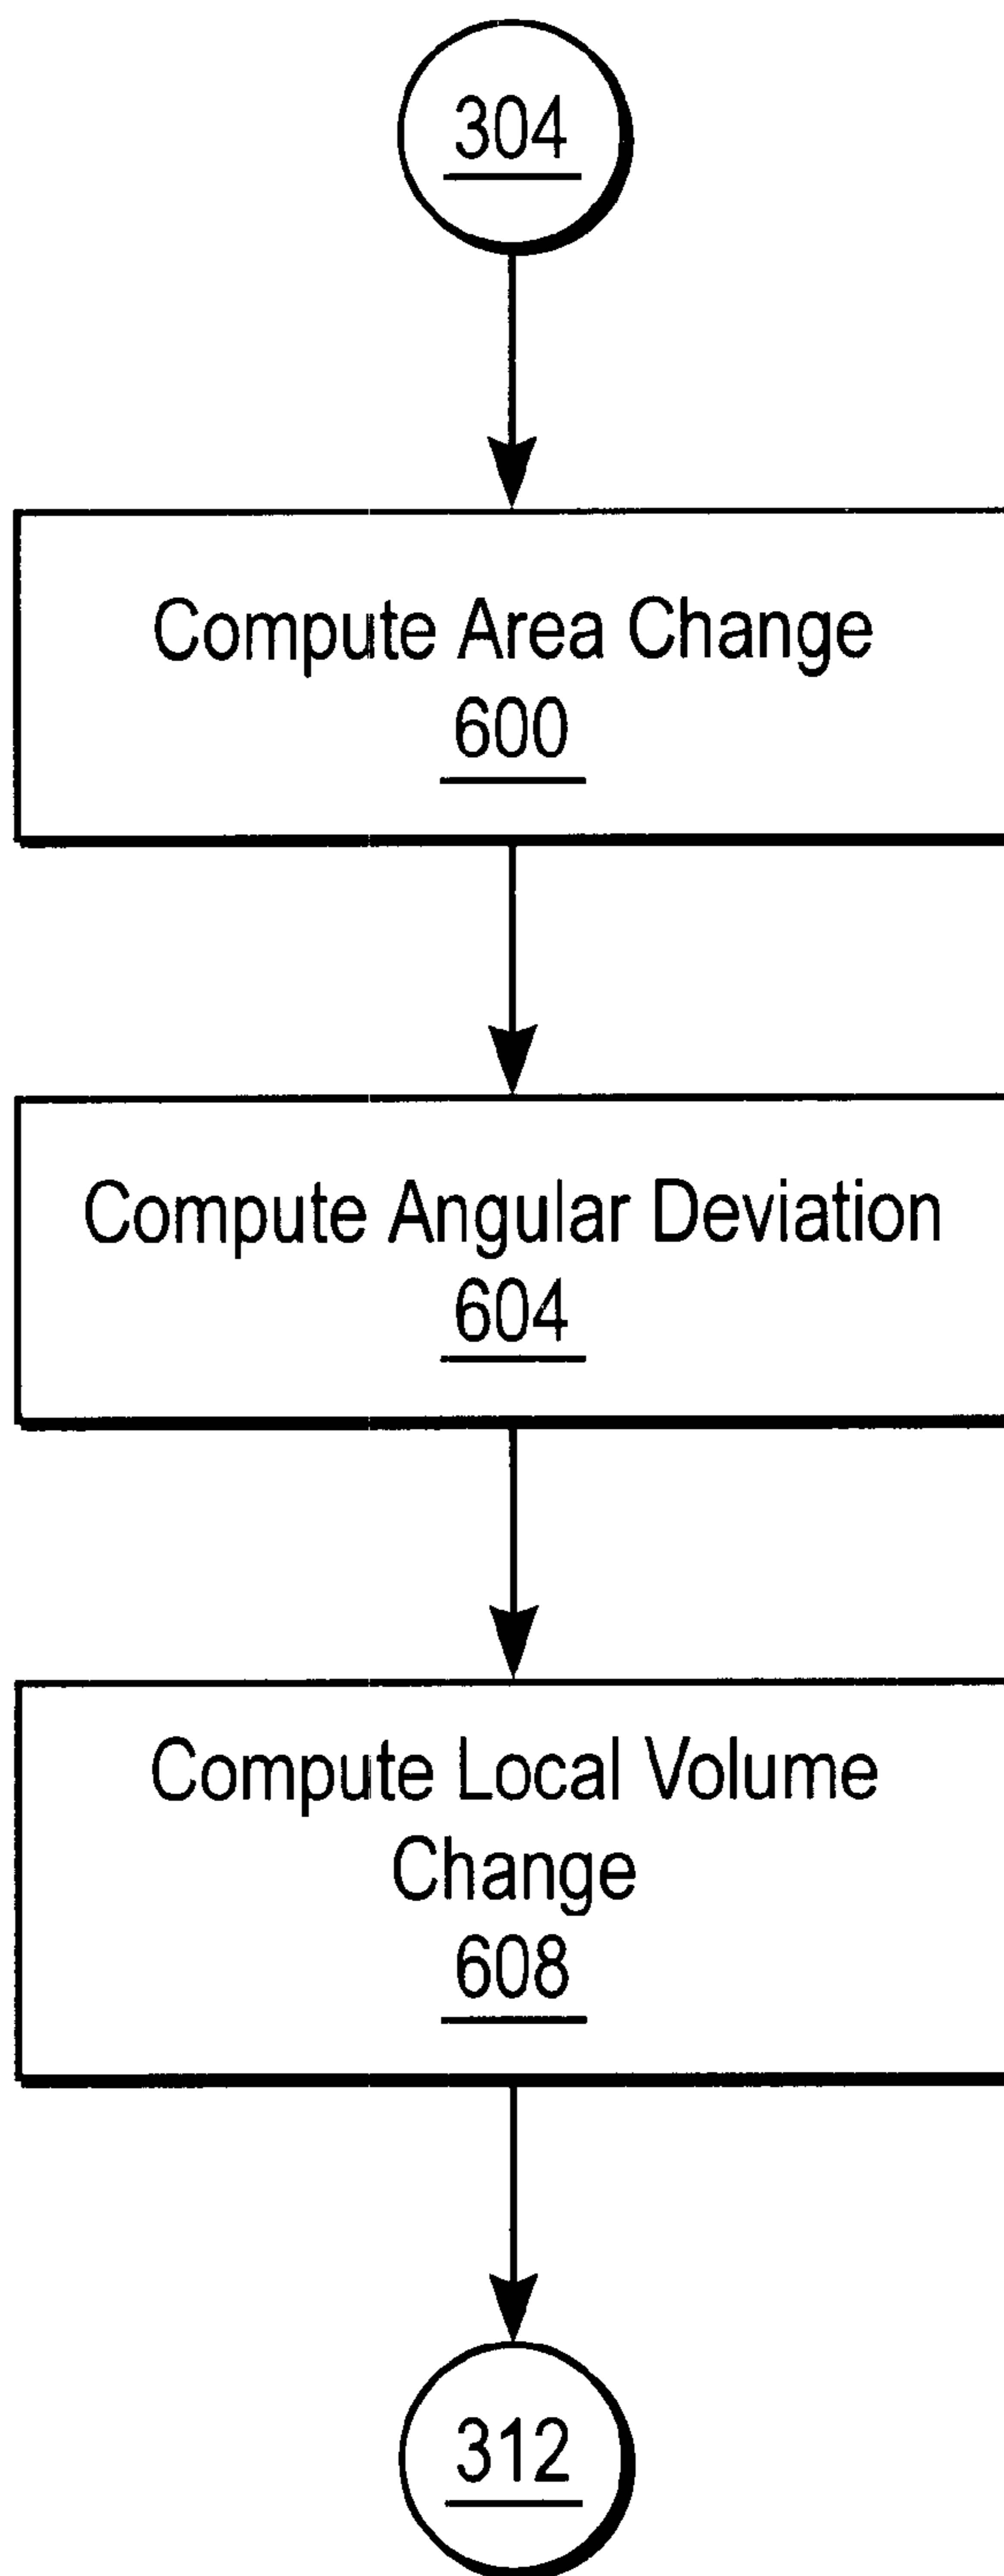 304
Compute Area Change
600
Compute Angular Deviation
604
Compute Local Volume
Change
608
312